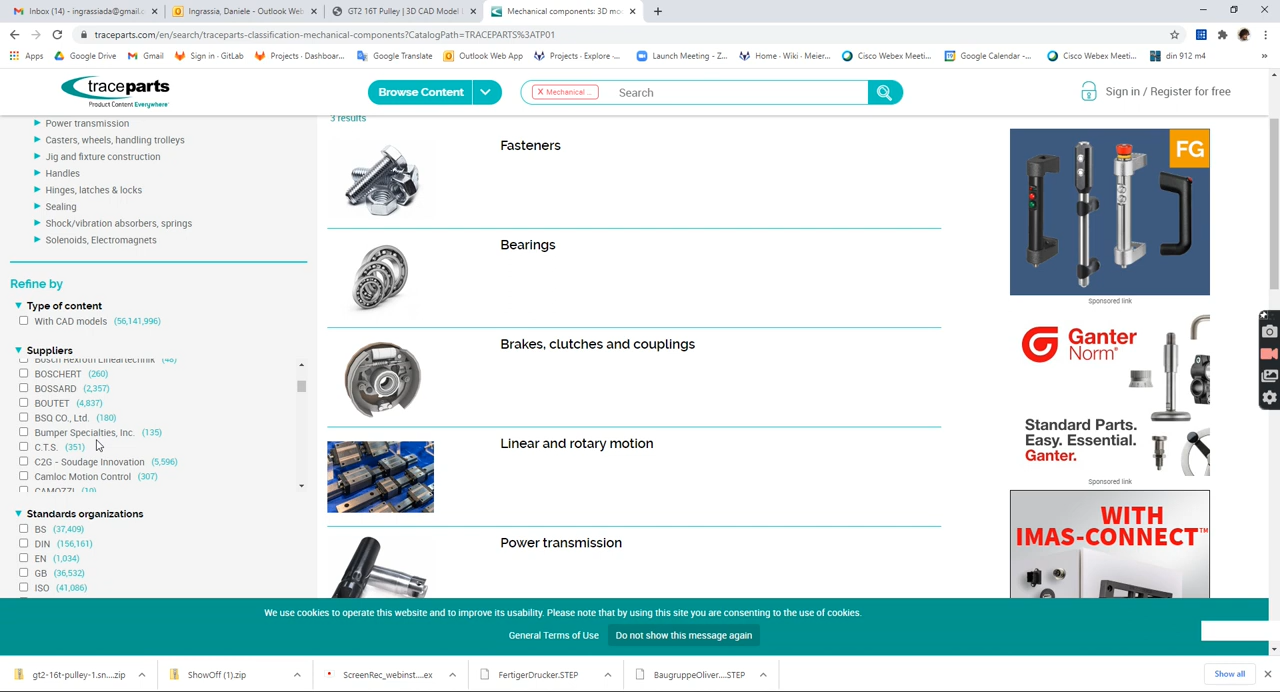 Inbox (14) - ingrassiada@gmail.c
Ingrassia, Daniele - Outlook Web
GT2 16T Pulley | 3D CAD Model
Mechanical components: 3D mo
traceparts.com/en/search/traceparts-classification-mechanical-components?CatalogPath=TRACEPARTS%3ATP01
Apps Google Drive Gmail Sign in · GitLab Projects · Dashboar... Google Translate Outlook Web App Projects · Explore ·... Launch Meeting - Z... Home · Wiki · Meier... Cisco Webex Meeti... Google Calendar -... Cisco Webex Meeti... din 912 m4
traceparts
Product Content Everywhere
Browse Content
X Mechanical ...
Search
Sign in / Register for free
Power transmission
Casters, wheels, handling trolleys
Jig and fixture construction
Handles
Hinges, latches & locks
Sealing
Shock/vibration absorbers, springs
Solenoids, Electromagnets
Refine by
Type of content
With CAD models (56,141,996)
Suppliers
Bosch Rexroth Lineartechnik (48)
BOSCHERT (260)
BOSSARD (2,357)
BOUTET (4,837)
BSQ CO., Ltd. (180)
Bumper Specialties, Inc. (135)
C.T.S. (351)
C2G - Soudage Innovation (5,596)
Camloc Motion Control (307)
CAMOZZI (19)
Standards organizations
BS (37,409)
DIN (156,161)
EN (1,034)
GB (36,532)
ISO (41,086)
3 results
Fasteners
Bearings
Brakes, clutches and couplings
Linear and rotary motion
Power transmission
FG
Sponsored link
Ganter
Norm®
Standard Parts.
Easy. Essential.
Ganter.
Sponsored link
WITH
IMAS-CONNECT™
We use cookies to operate this website and to improve its usability. Please note that by using this site you are consenting to the use of cookies.
General Terms of Use
Do not show this message again
gt2-16t-pulley-1.sn....zip
ShowOff (1).zip
ScreenRec_webinst....ex
FertigerDrucker.STEP
BaugruppeOliver....STEP
Show all